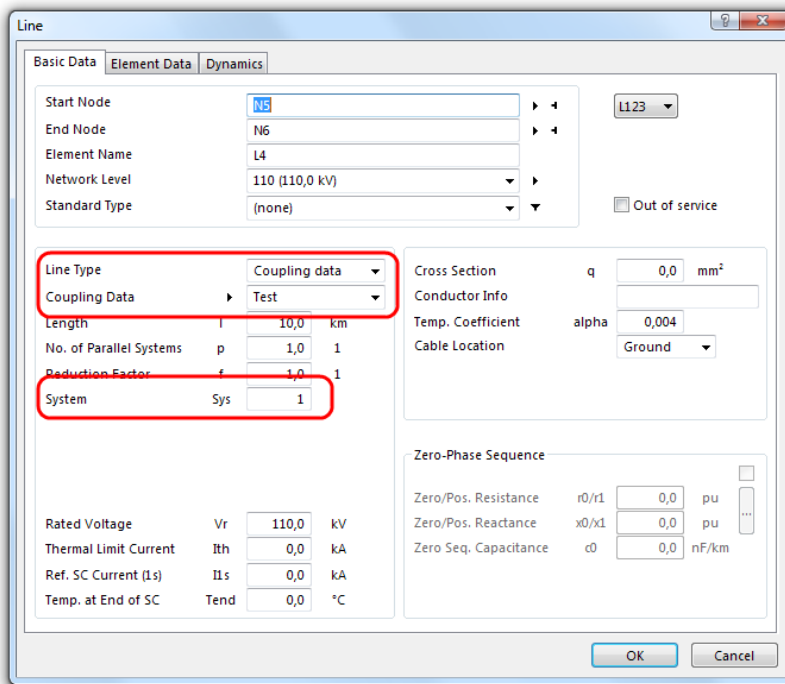 Line
Basic Data Element Data Dynamics
Start Node N5 L123
End Node N6
Element Name L4
Network Level 110 (110,0 kV)
Standard Type (none) Out of service
Line Type Coupling data
Coupling Data Test
Length l 10,0 km
No. of Parallel Systems p 1,0 1
Reduction Factor f 1,0 1
System Sys 1
Rated Voltage Vr 110,0 kV
Thermal Limit Current Ith 0,0 kA
Ref. SC Current (1s) I1s 0,0 kA
Temp. at End of SC Tend 0,0 °C
Cross Section q 0,0 mm²
Conductor Info
Temp. Coefficient alpha 0,004
Cable Location Ground
Zero-Phase Sequence
Zero/Pos. Resistance r0/r1 0,0 pu
Zero/Pos. Reactance x0/x1 0,0 pu
Zero Seq. Capacitance c0 0,0 nF/km
...
OK Cancel